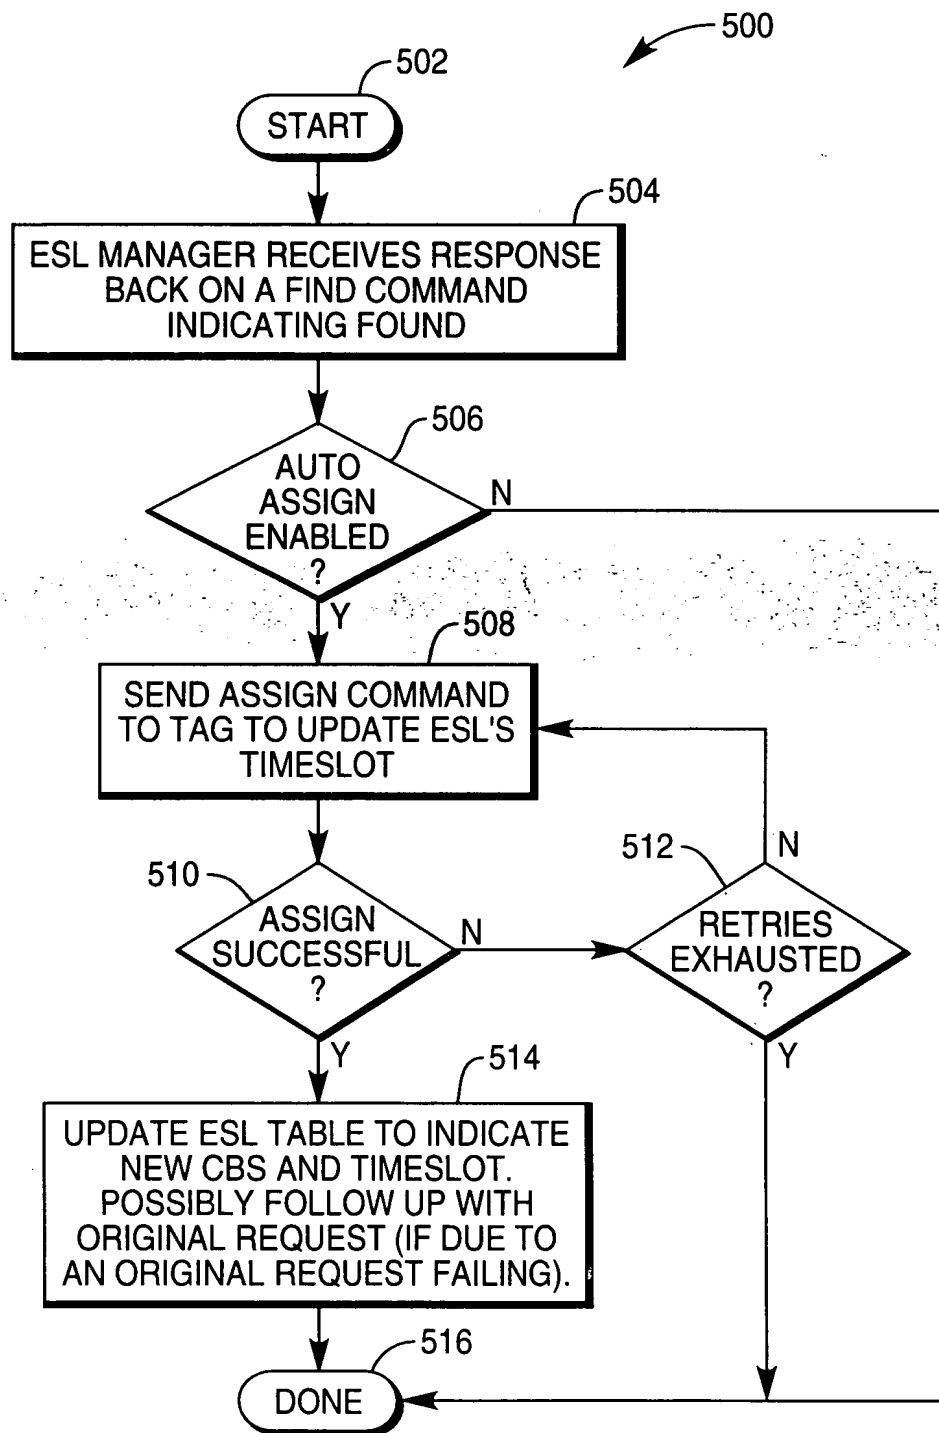 500
502
START
504
ESL MANAGER RECEIVES RESPONSE
BACK ON A FIND COMMAND
INDICATING FOUND
506
AUTO
ASSIGN
ENABLED
?
N
Y
508
SEND ASSIGN COMMAND
TO TAG TO UPDATE ESL'S
TIMESLOT
510
ASSIGN
SUCCESSFUL
?
N
Y
512
N
RETRIES
EXHAUSTED
?
Y
514
UPDATE ESL TABLE TO INDICATE
NEW CBS AND TIMESLOT.
POSSIBLY FOLLOW UP WITH
ORIGINAL REQUEST (IF DUE TO
AN ORIGINAL REQUEST FAILING).
516
DONE